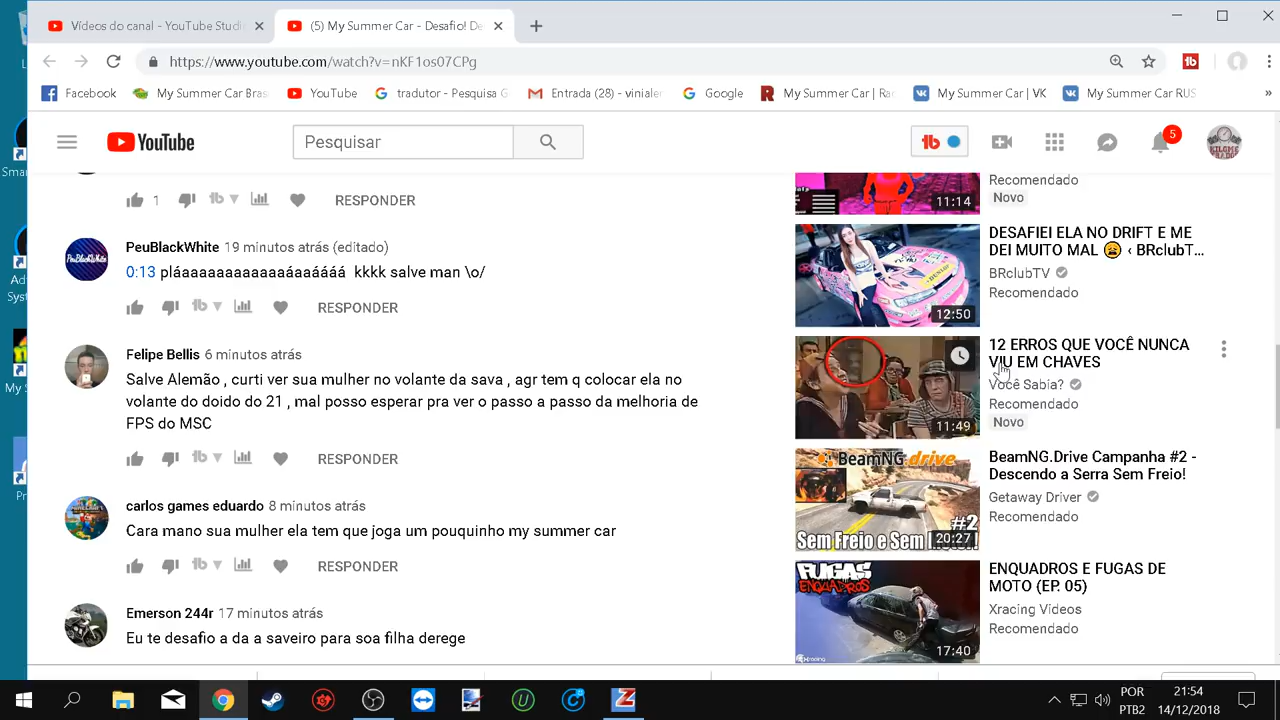 Vídeos do canal - YouTube Studi
(5) My Summer Car - Desafio! De
https://www.youtube.com/watch?v=nKF1os07CPg
Facebook
My Summer Car Bras
YouTube
tradutor - Pesquisa G
Entrada (28) - vinialer
Google
My Summer Car | Ra
My Summer Car | VK
My Summer Car RUS
»
YouTube
Pesquisar
5
1
RESPONDER
PeuBlackWhite 19 minutos atrás (editado)
0:13 pláaaaaaaaaaaáaaáááá kkkk salve man \o/
RESPONDER
Felipe Bellis 6 minutos atrás
Salve Alemão , curti ver sua mulher no volante da sava , agr tem q colocar ela no
volante do doido do 21 , mal posso esperar pra ver o passo a passo da melhoria de
FPS do MSC
RESPONDER
carlos games eduardo 8 minutos atrás
Cara mano sua mulher ela tem que joga um pouquinho my summer car
RESPONDER
Emerson 244r 17 minutos atrás
Eu te desafio a da a saveiro para soa filha derege
Recomendado
Novo
11:14
DESAFIEI ELA NO DRIFT E ME
DEI MUITO MAL 😩 ‹ BRclubT...
BRclubTV
Recomendado
12:50
12 ERROS QUE VOCÊ NUNCA
VIU EM CHAVES
Você Sabia?
Recomendado
Novo
11:49
BeamNG.Drive Campanha #2 -
Descendo a Serra Sem Freio!
Getaway Driver
Recomendado
BeamNG drive
#2
Sem Freio e Sem
20:27
ENQUADROS E FUGAS DE
MOTO (EP. 05)
Xracing Videos
Recomendado
FUGAS
ENQUADROS
17:40
POR
PTB2
21:54
14/12/2018